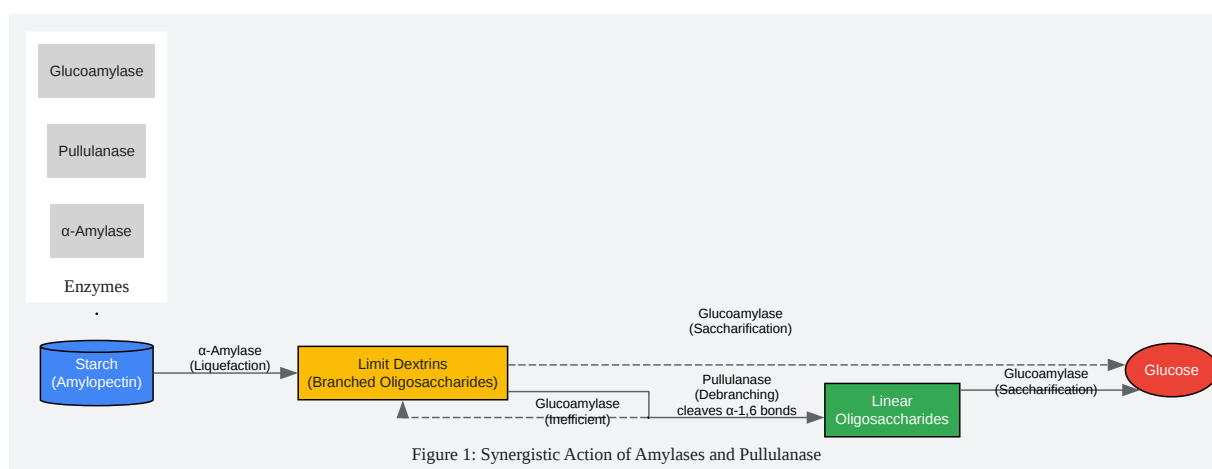 Glucoamylase
Pullulanase
α-Amylase
Enzymes
.
Starch
(Amylopectin)
α-Amylase
(Liquefaction)
Limit Dextrins
(Branched Oligosaccharides)
Glucoamylase
(Saccharification)
Glucoamylase
(Inefficient)
Pullulanase
(Debranching)
cleaves α-1,6 bonds
Linear
Oligosaccharides
Glucoamylase
(Saccharification)
Glucose
Figure 1: Synergistic Action of Amylases and Pullulanase